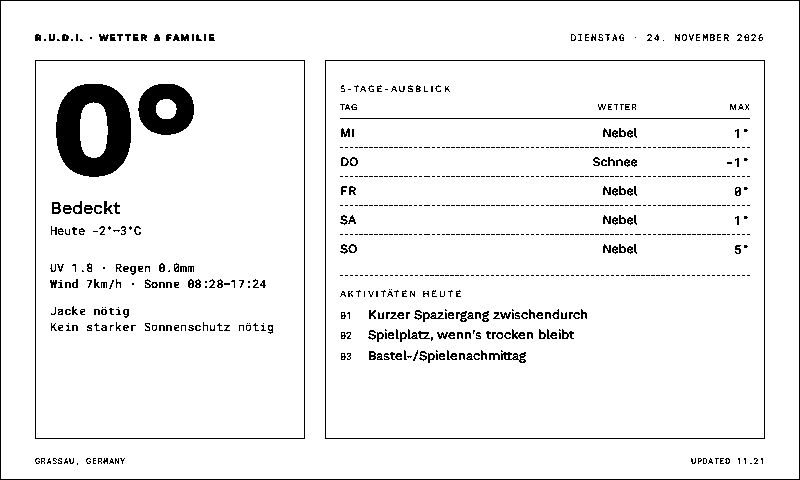 R.U.D.I. · WETTER & FAMILIE
DIENSTAG · 24. NOVEMBER 2026
0°
Bedeckt
Heute -2°–3°C
UV 1.8 · Regen 0.0mm
Wind 7km/h · Sonne 08:28–17:24
Jacke nötig
Kein starker Sonnenschutz nötig
5-TAGE-AUSBLICK
TAG WETTER MAX
MI Nebel 1°
DO Schnee -1°
FR Nebel 0°
SA Nebel 1°
SO Nebel 5°
AKTIVITÄTEN HEUTE
01 Kurzer Spaziergang zwischendurch
02 Spielplatz, wenn's trocken bleibt
03 Bastel-/Spielenachmittag
GRASSAU, GERMANY
UPDATED 11.21